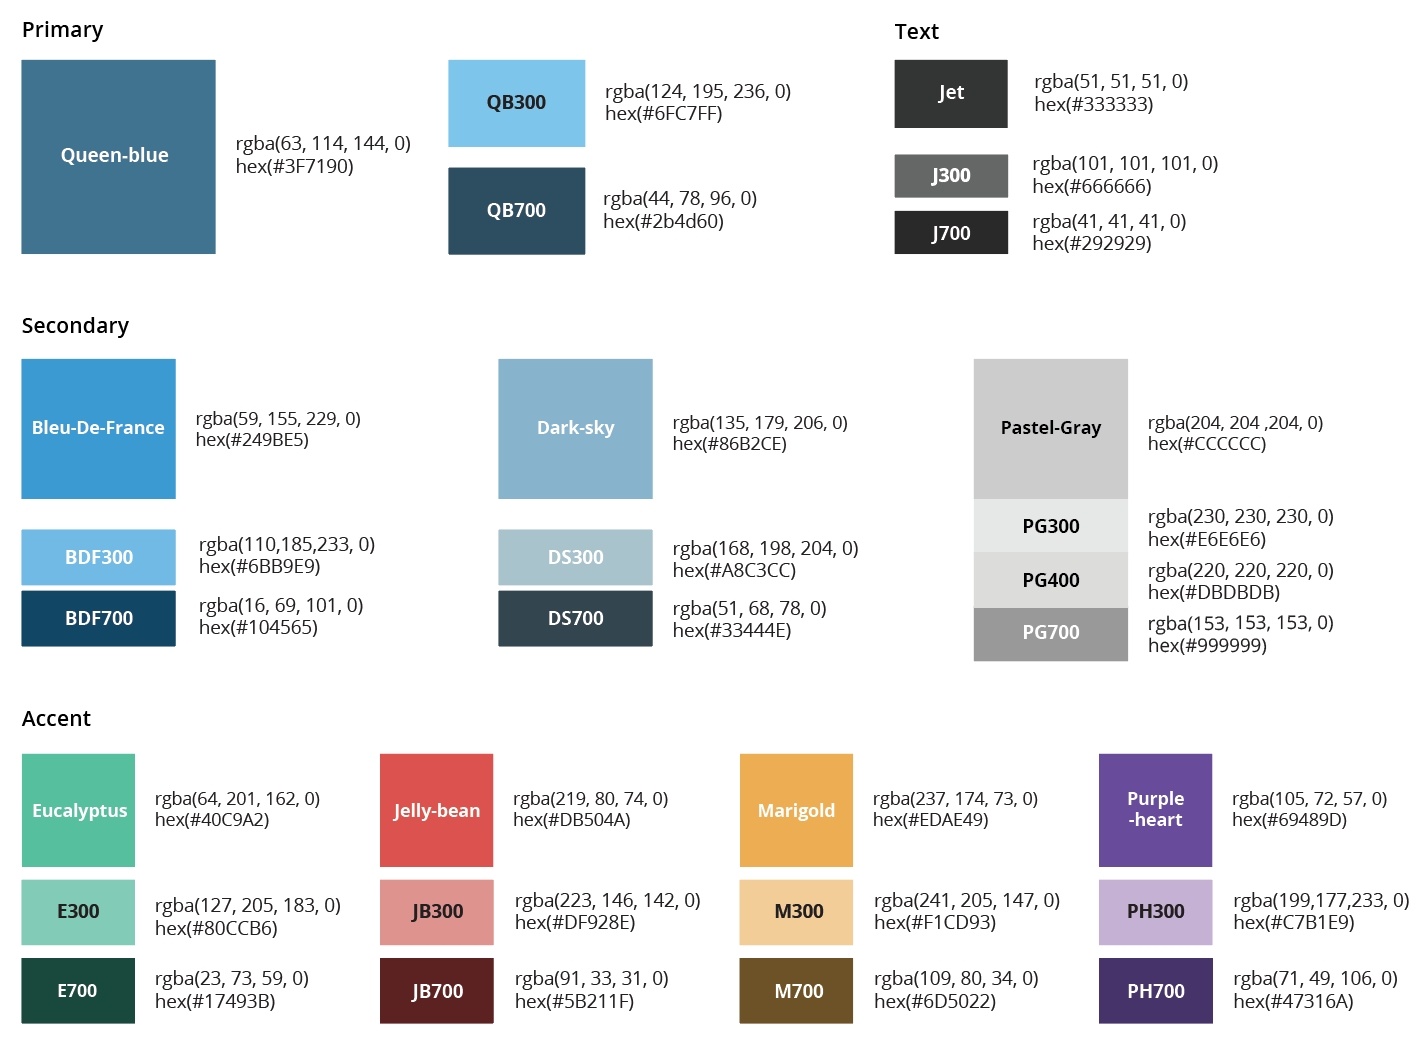 Primary
Queen-blue
rgba(63, 114, 144, 0)
hex(#3F7190)
QB300
rgba(124, 195, 236, 0)
hex(#6FC7FF)
QB700
rgba(44, 78, 96, 0)
hex(#2b4d60)
Text
Jet
rgba(51, 51, 51, 0)
hex(#333333)
J300
rgba(101, 101, 101, 0)
hex(#666666)
J700
rgba(41, 41, 41, 0)
hex(#292929)
Secondary
Bleu-De-France
rgba(59, 155, 229, 0)
hex(#249BE5)
BDF300
rgba(110,185,233, 0)
hex(#6BB9E9)
BDF700
rgba(16, 69, 101, 0)
hex(#104565)
Dark-sky
rgba(135, 179, 206, 0)
hex(#86B2CE)
DS300
rgba(168, 198, 204, 0)
hex(#A8C3CC)
DS700
rgba(51, 68, 78, 0)
hex(#33444E)
Pastel-Gray
rgba(204, 204 ,204, 0)
hex(#CCCCCC)
PG300
rgba(230, 230, 230, 0)
hex(#E6E6E6)
PG400
rgba(220, 220, 220, 0)
hex(#DBDBDB)
PG700
rgba(153, 153, 153, 0)
hex(#999999)
Accent
Eucalyptus
rgba(64, 201, 162, 0)
hex(#40C9A2)
E300
rgba(127, 205, 183, 0)
hex(#80CCB6)
E700
rgba(23, 73, 59, 0)
hex(#17493B)
Jelly-bean
rgba(219, 80, 74, 0)
hex(#DB504A)
JB300
rgba(223, 146, 142, 0)
hex(#DF928E)
JB700
rgba(91, 33, 31, 0)
hex(#5B211F)
Marigold
rgba(237, 174, 73, 0)
hex(#EDAE49)
M300
rgba(241, 205, 147, 0)
hex(#F1CD93)
M700
rgba(109, 80, 34, 0)
hex(#6D5022)
Purple
-heart
rgba(105, 72, 57, 0)
hex(#69489D)
PH300
rgba(199,177,233, 0)
hex(#C7B1E9)
PH700
rgba(71, 49, 106, 0)
hex(#47316A)